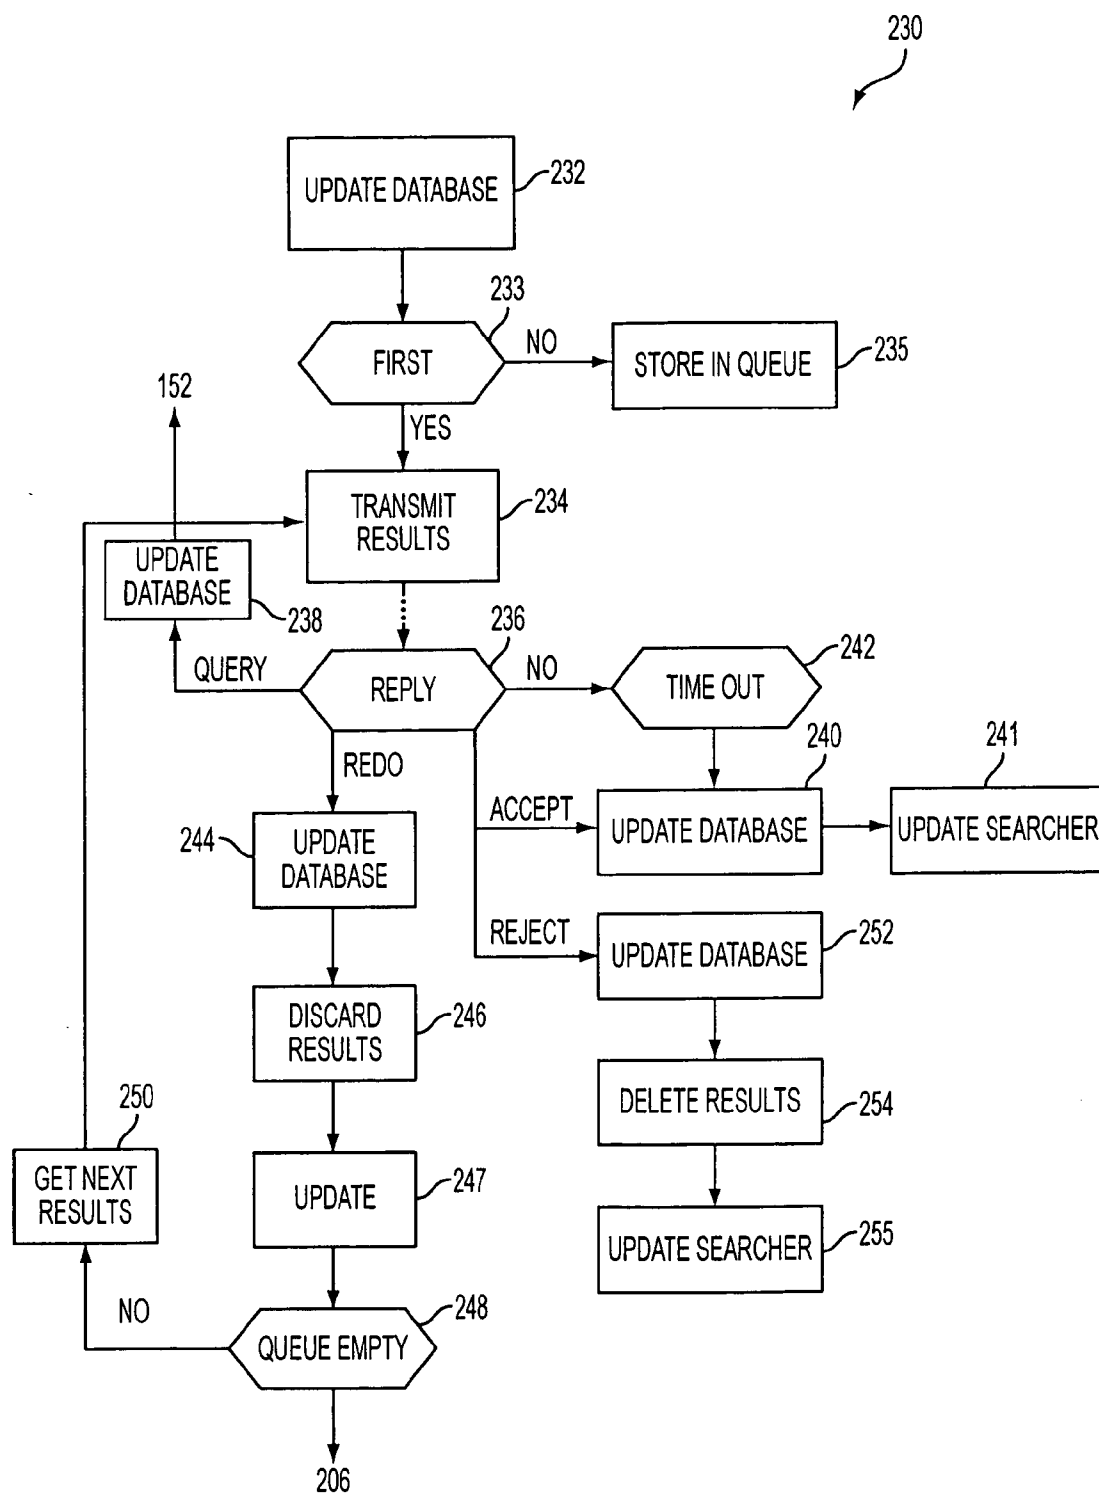 230
UPDATE DATABASE
232
233
FIRST
NO
STORE IN QUEUE
235
152
YES
TRANSMIT
RESULTS
234
UPDATE
DATABASE
238
236
242
QUERY
REPLY
NO
TIME OUT
REDO
240
241
244
UPDATE
DATABASE
ACCEPT
UPDATE DATABASE
UPDATE SEARCHER
REJECT
UPDATE DATABASE
252
DISCARD
RESULTS
246
DELETE RESULTS
254
250
GET NEXT
RESULTS
UPDATE
247
UPDATE SEARCHER
255
NO
248
QUEUE EMPTY
206